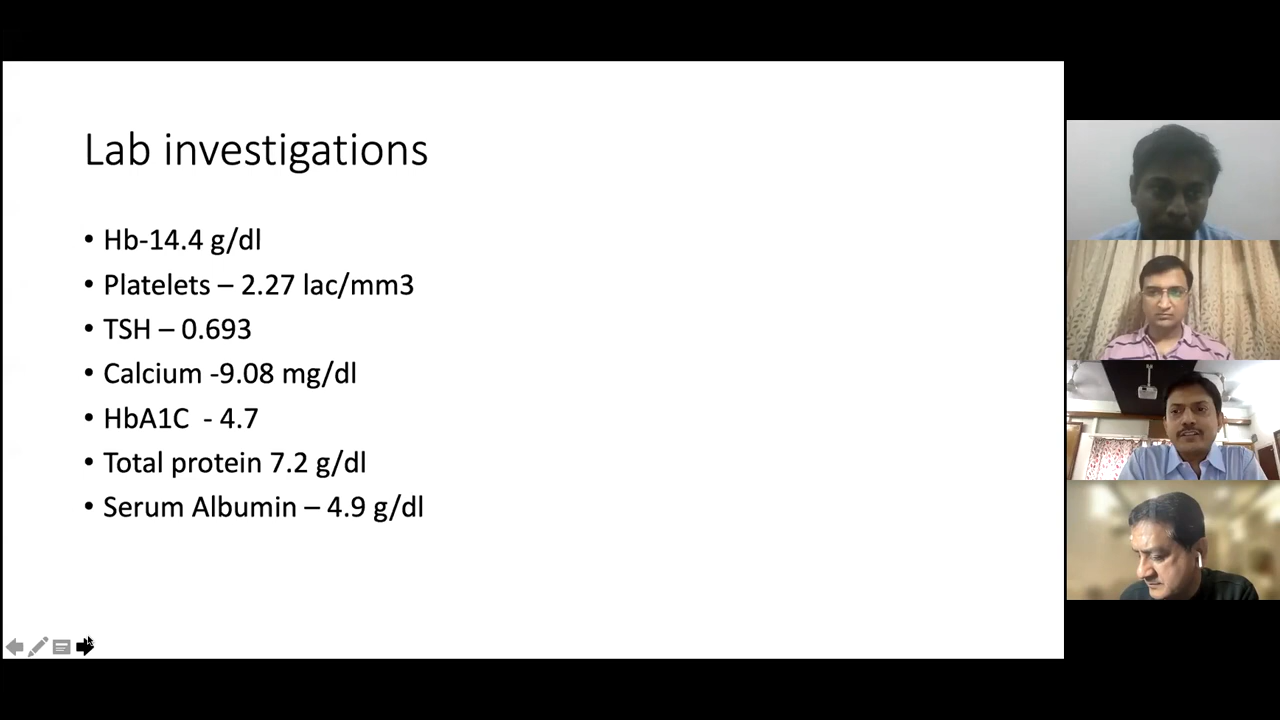 Lab investigations
• Hb-14.4 g/dl
• Platelets – 2.27 lac/mm3
• TSH – 0.693
• Calcium -9.08 mg/dl
• HbA1C  - 4.7
• Total protein 7.2 g/dl
• Serum Albumin – 4.9 g/dl